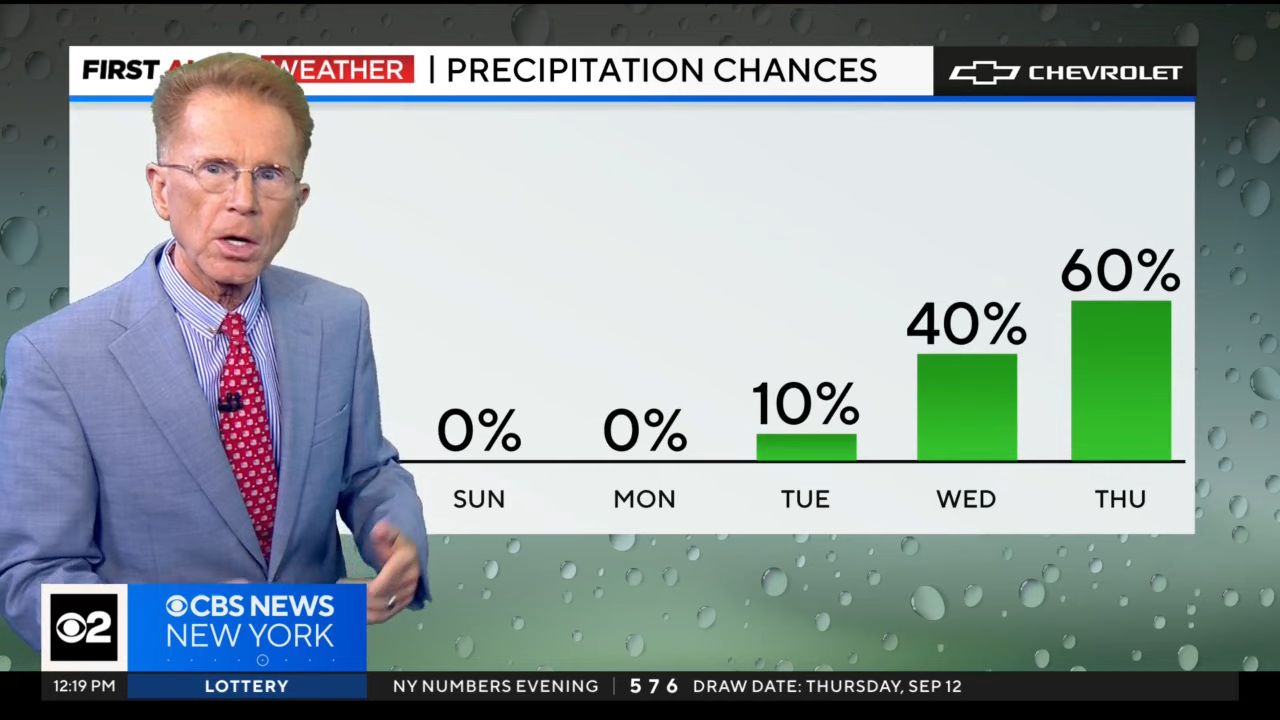 FIRST WEATHER | PRECIPITATION CHANCES
CHEVROLET
0% 0% 10% 40% 60%
SUN MON TUE WED THU
2
CBS NEWS
NEW YORK
12:19 PM LOTTERY NY NUMBERS EVENING | 5 7 6 DRAW DATE: THURSDAY, SEP 12